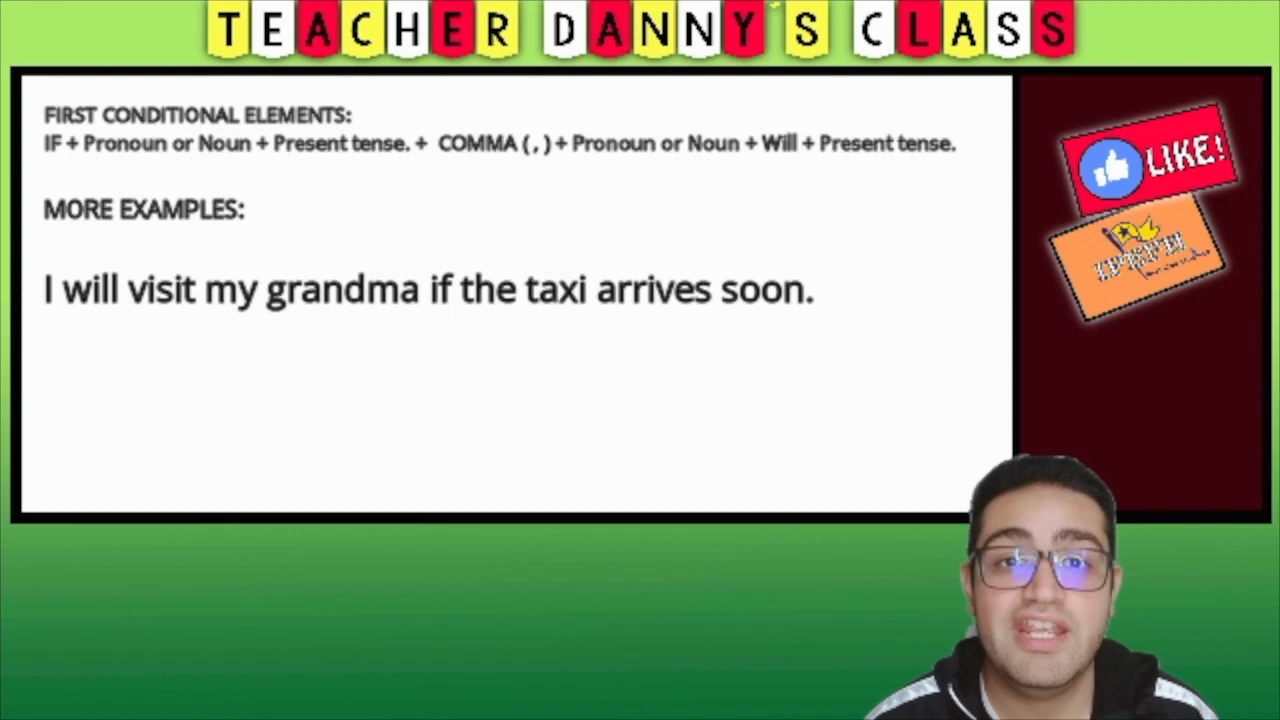 TEACHER DANNY'S CLASS
FIRST CONDITIONAL ELEMENTS:
IF + Pronoun or Noun + Present tense. + COMMA ( , ) + Pronoun or Noun + Will + Present tense.
LIKE!
MORE EXAMPLES:
I will visit my grandma if the taxi arrives soon.